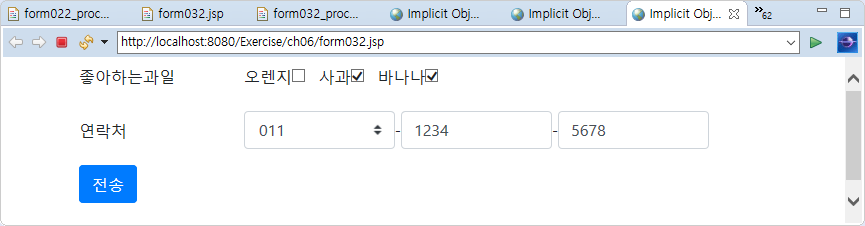 form022_proc... form032.jsp form032_proc... Implicit Obj... Implicit Obj... Implicit Obj... »62
http://localhost:8080/Exercise/ch06/form032.jsp
좋아하는과일 오렌지 사과 바나나
연락처 011 - 1234 - 5678
전송